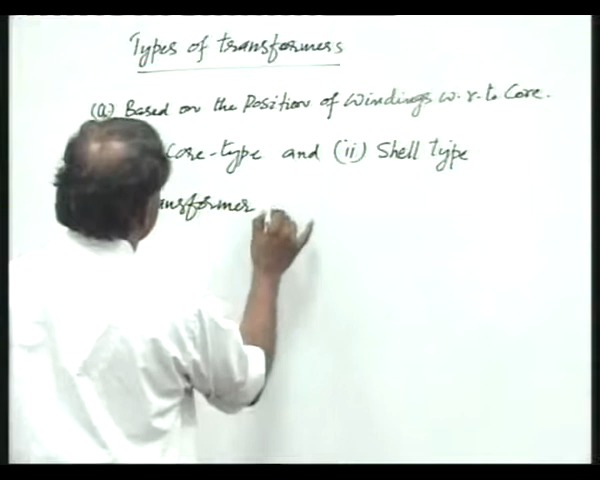 Types of transformers
(a) Based on the Position of Windings w.r.to Core.
Core-type and (ii) Shell type
ansformer